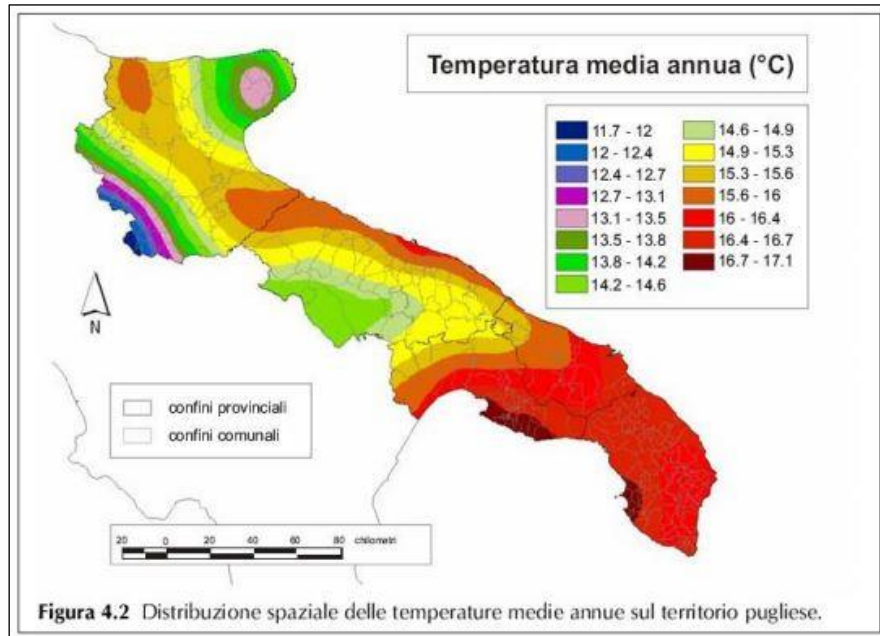 Temperatura media annua (°C)
11.7 - 12
12 - 12.4
12.4 - 12.7
12.7 - 13.1
13.1 - 13.5
13.5 - 13.8
13.8 - 14.2
14.2 - 14.6
14.6 - 14.9
14.9 - 15.3
15.3 - 15.6
15.6 - 16
16 - 16.4
16.4 - 16.7
16.7 - 17.1
N
confini provinciali
confini comunali
20 0 20 40 60 80 chilometri
Figura 4.2 Distribuzione spaziale delle temperature medie annue sul territorio pugliese.